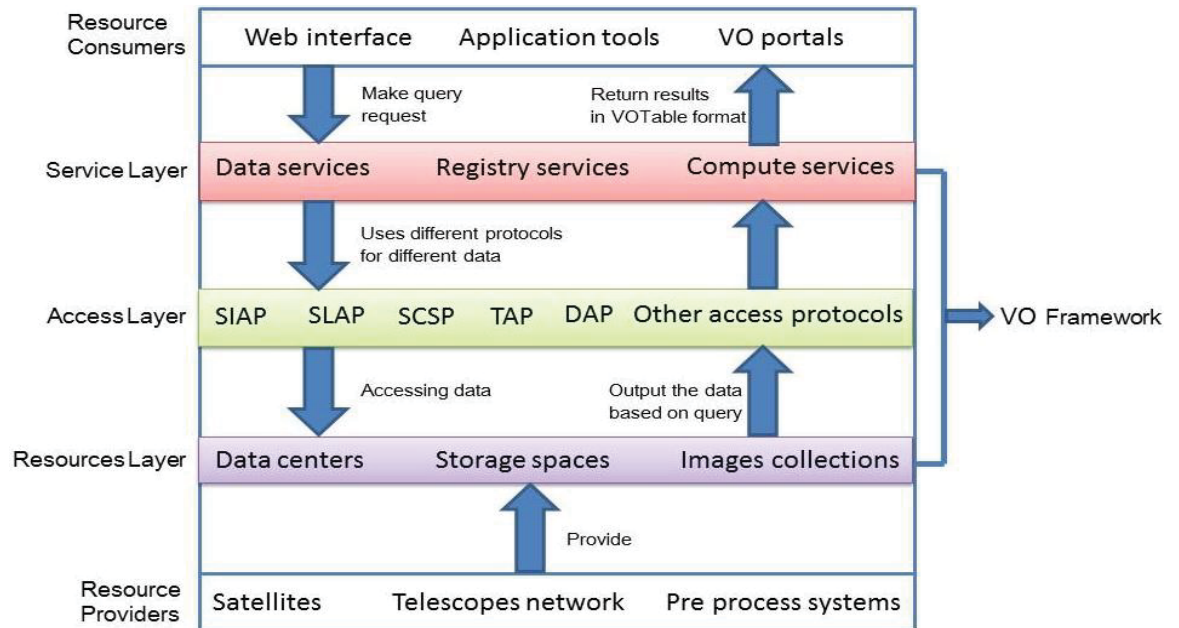 Resource
Consumers
Web interface Application tools VO portals
Make query
request
Return results
in VOTable format
Service Layer
Data services Registry services Compute services
Uses different protocols
for different data
Access Layer
SIAP SLAP SCSP TAP DAP Other access protocols
VO Framework
Accessing data
Output the data
based on query
Resources Layer
Data centers Storage spaces Images collections
Provide
Resource
Providers
Satellites Telescopes network Pre process systems